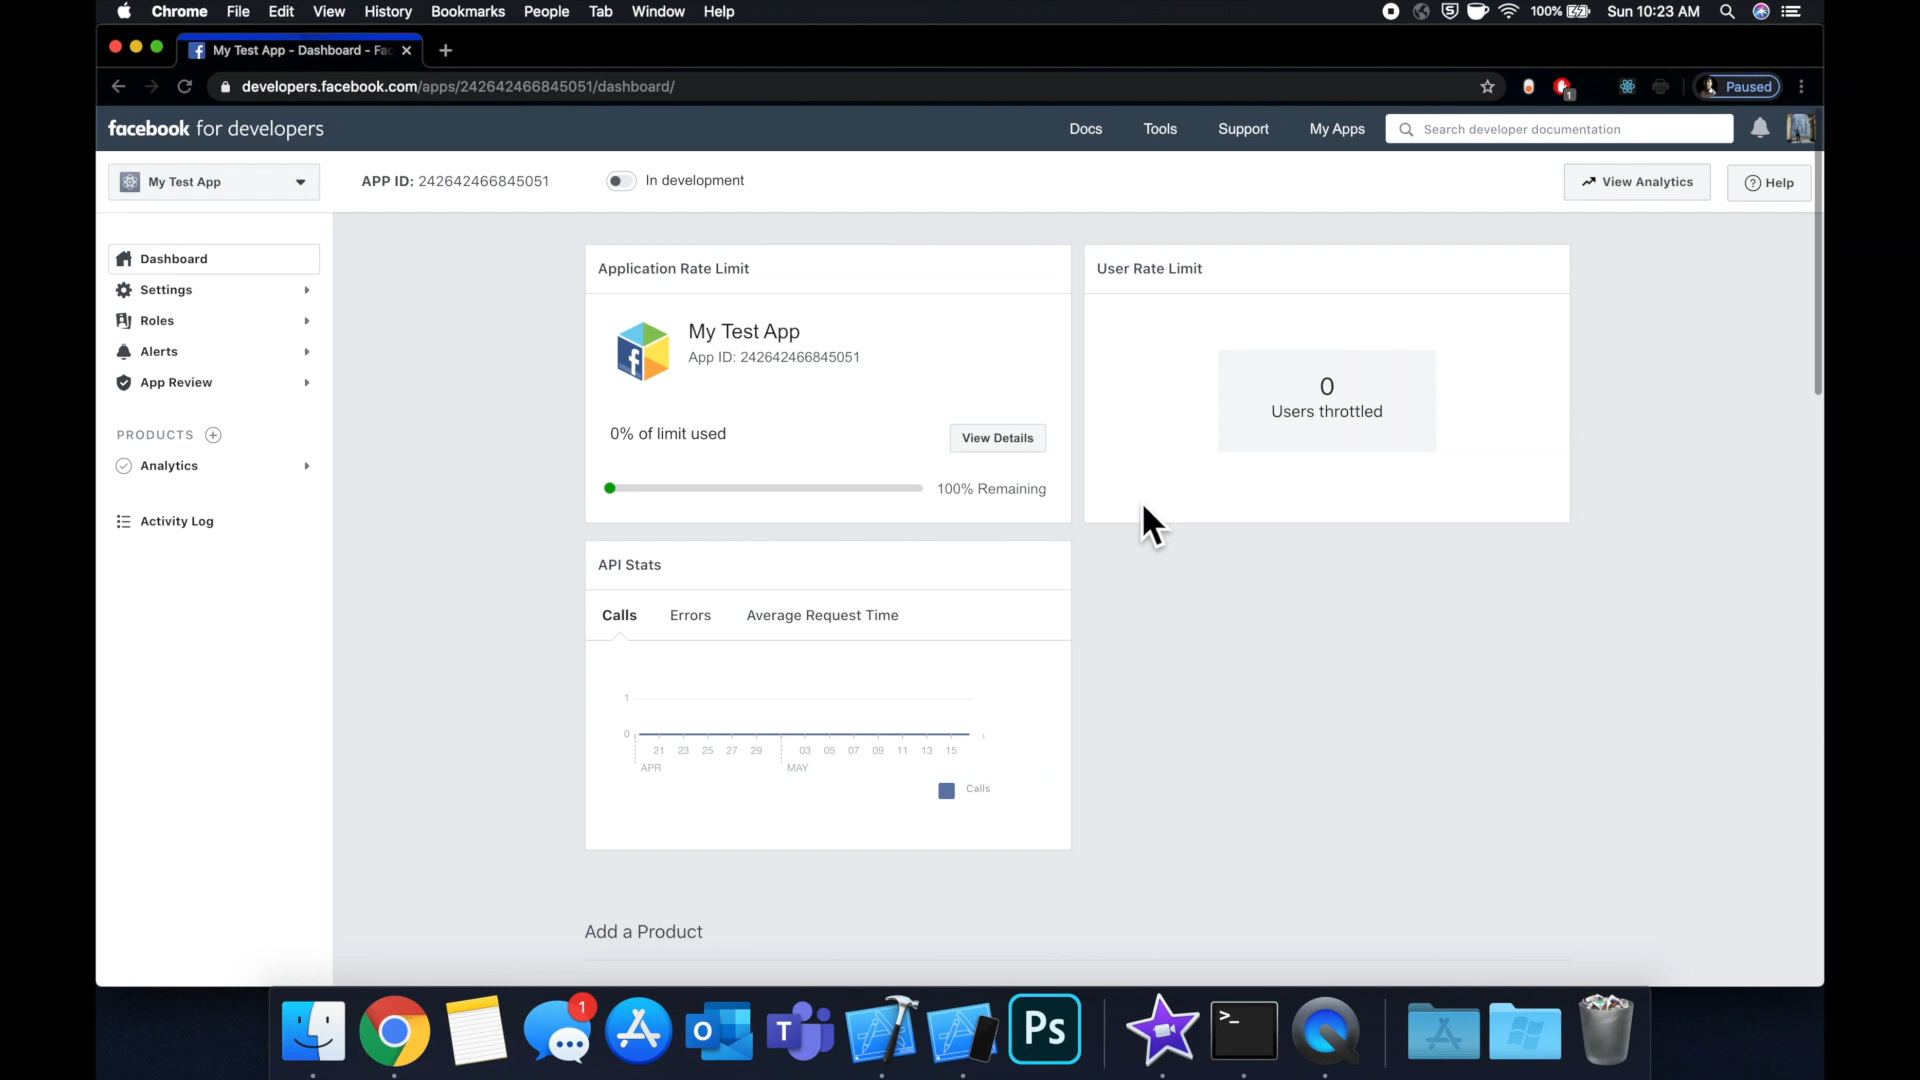 Chrome File Edit View History Bookmarks People Tab Window Help
100% Sun 10:23 AM
My Test App - Dashboard - Fac
developers.facebook.com/apps/242642466845051/dashboard/
1
Paused
facebook for developers
Docs Tools Support My Apps Search developer documentation
My Test App
APP ID: 242642466845051
In development
View Analytics
Help
Dashboard
Settings
Roles
Alerts
App Review
PRODUCTS
Analytics
Activity Log
Application Rate Limit
My Test App
App ID: 242642466845051
0% of limit used
View Details
100% Remaining
User Rate Limit
0
Users throttled
API Stats
Calls Errors Average Request Time
1
0
21 23 25 27 29 03 05 07 09 11 13 15
APR MAY
Calls
Add a Product
1
O
T
Ps
>_